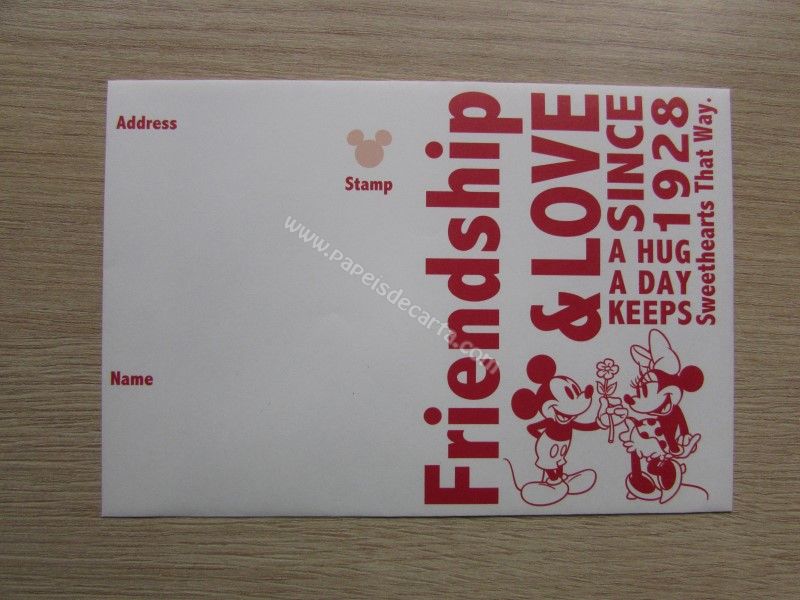 Address
Stamp
Name
Friendship
& LOVE
SINCE
1928
A HUG
A DAY
KEEPS
Sweethearts That Way.
www.papeisdecarta.com